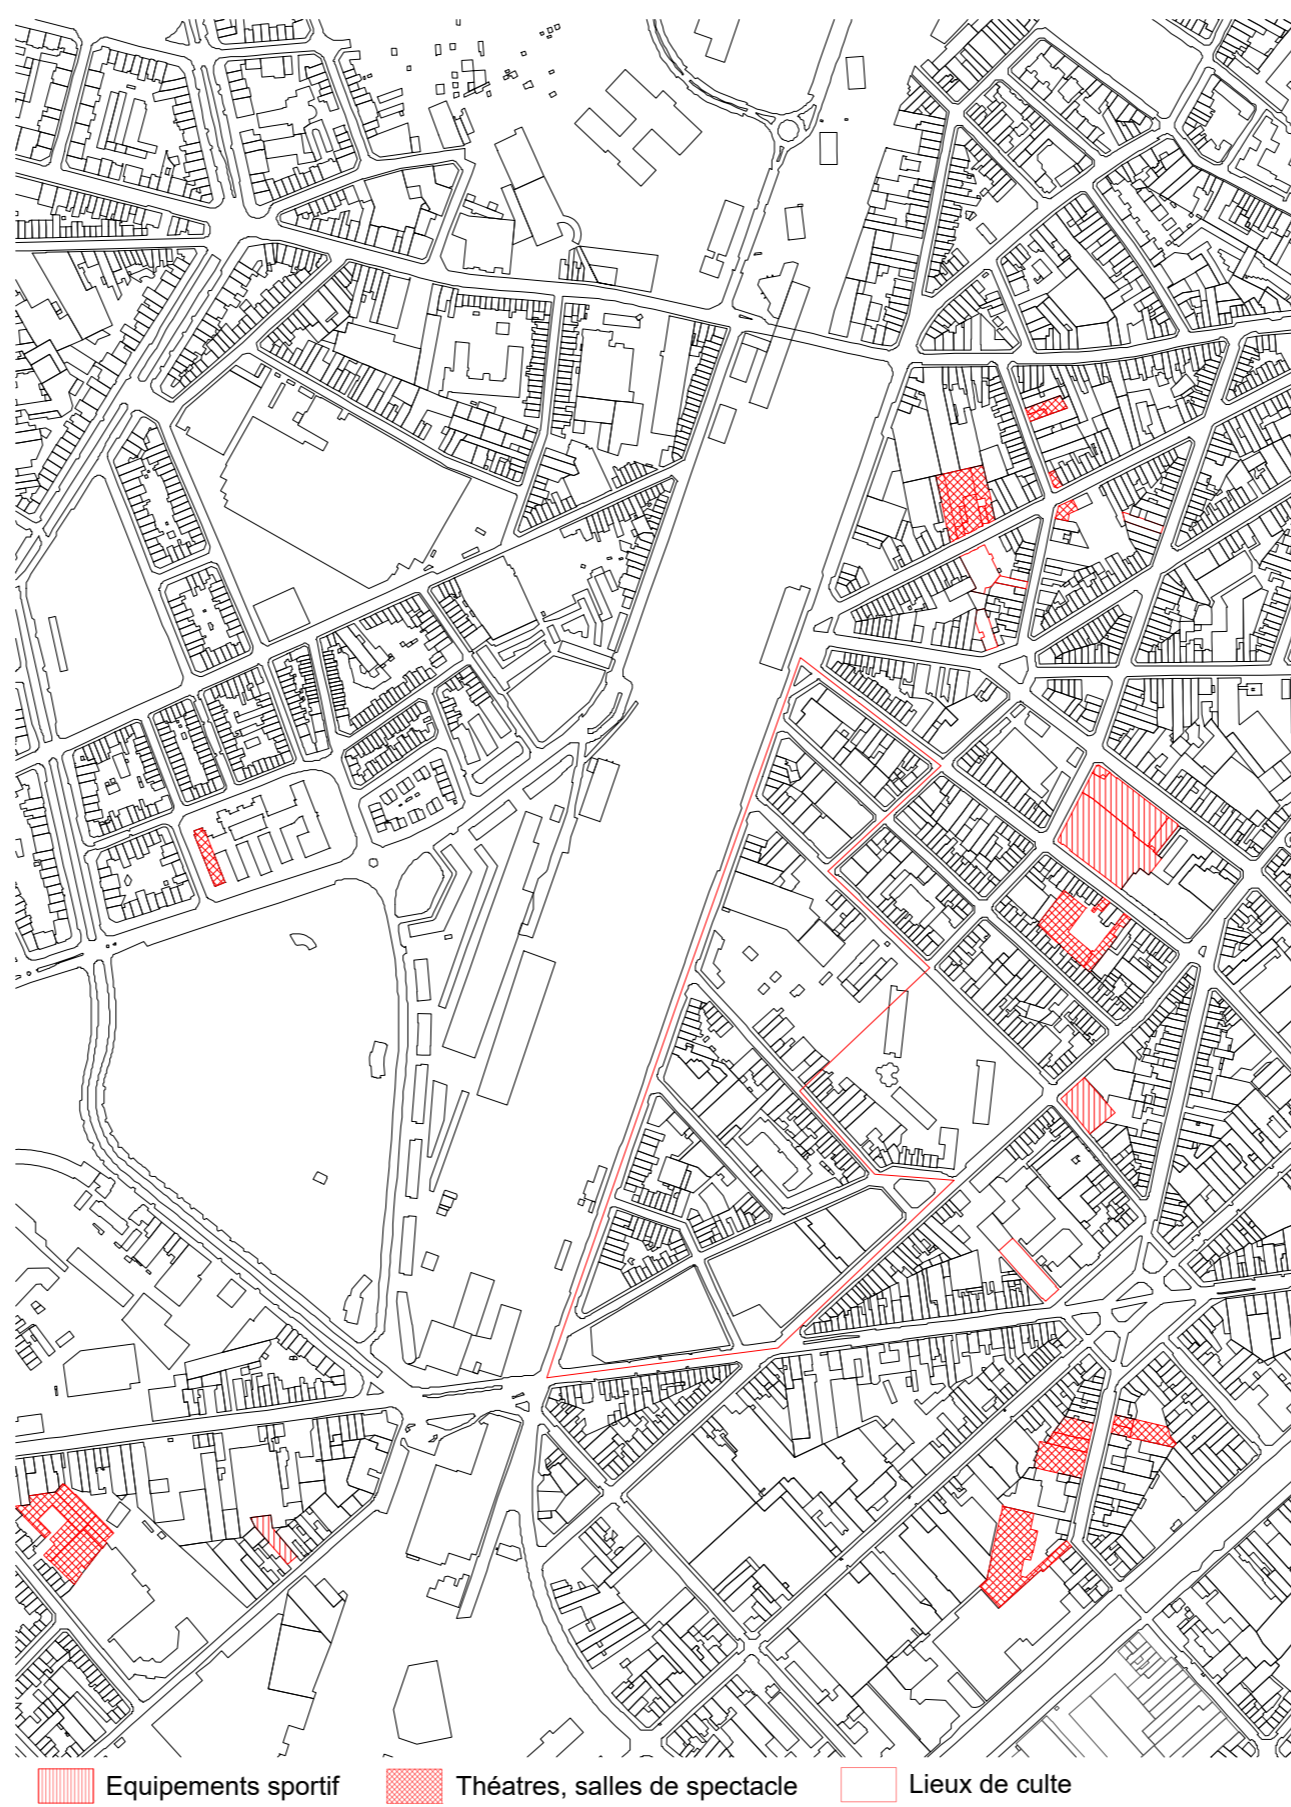 Equipements sportif
Théatres, salles de spectacle
Lieux de culte